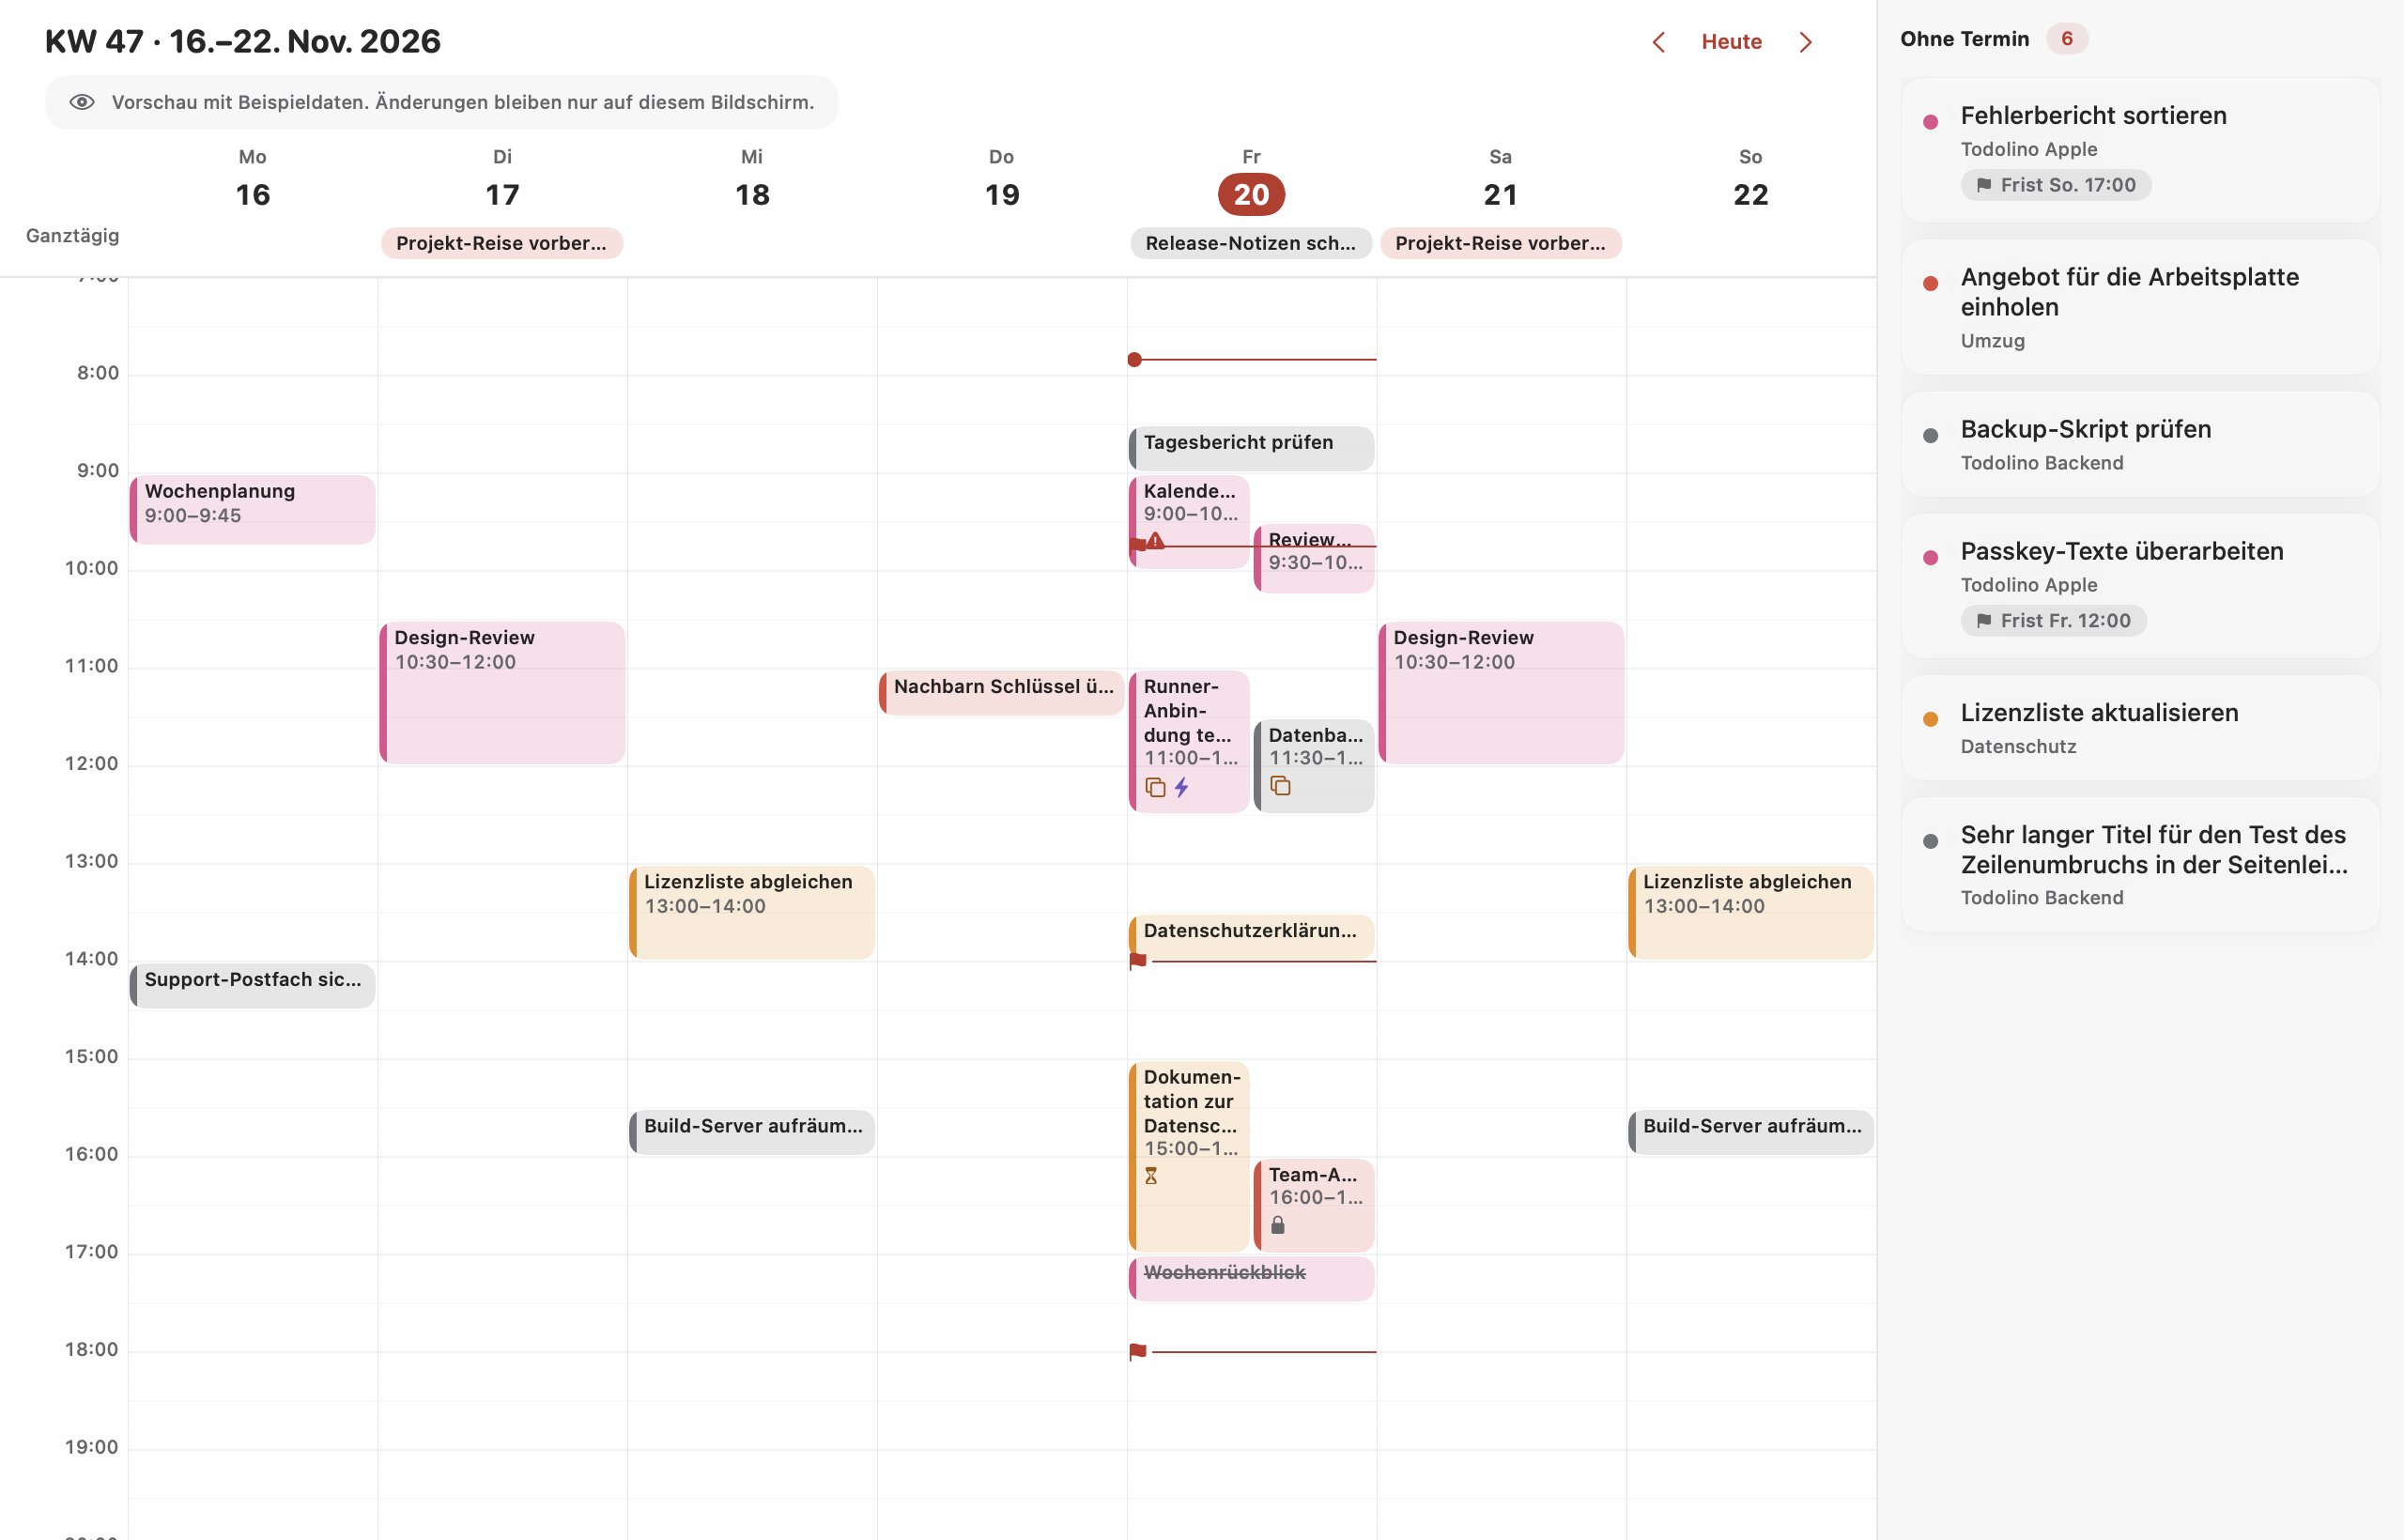 KW 47 · 16.–22. Nov. 2026
Heute
Vorschau mit Beispieldaten. Änderungen bleiben nur auf diesem Bildschirm.
Mo
Di
Mi
Do
Fr
Sa
So
16
17
18
19
20
21
22
Ganztägig
Projekt-Reise vorber...
Release-Notizen sch...
Projekt-Reise vorber...
8:00
9:00
10:00
11:00
12:00
13:00
14:00
15:00
16:00
17:00
18:00
19:00
Wochenplanung
9:00–9:45
Support-Postfach sic...
Design-Review
10:30–12:00
Lizenzliste abgleichen
13:00–14:00
Build-Server aufräum...
Nachbarn Schlüssel ü...
Tagesbericht prüfen
Kalende...
9:00–10...
Review...
9:30–10...
Runner-
Anbin-
dung te...
11:00–1...
Datenba...
11:30–1...
Datenschutzerklärun...
Dokumen-
tation zur
Datensc...
15:00–1...
Team-A...
16:00–1...
Wochenrückblick
Design-Review
10:30–12:00
Lizenzliste abgleichen
13:00–14:00
Build-Server aufräum...
Ohne Termin 6
Fehlerbericht sortieren
Todolino Apple
Frist So. 17:00
Angebot für die Arbeitsplatte
einholen
Umzug
Backup-Skript prüfen
Todolino Backend
Passkey-Texte überarbeiten
Todolino Apple
Frist Fr. 12:00
Lizenzliste aktualisieren
Datenschutz
Sehr langer Titel für den Test des
Zeilenumbruchs in der Seitenlei...
Todolino Backend